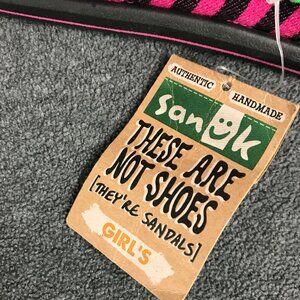 AUTHENTIC HANDMADE
sanuk
THESE ARE
NOT SHOES
[THEY'RE SANDALS]
GIRL'S